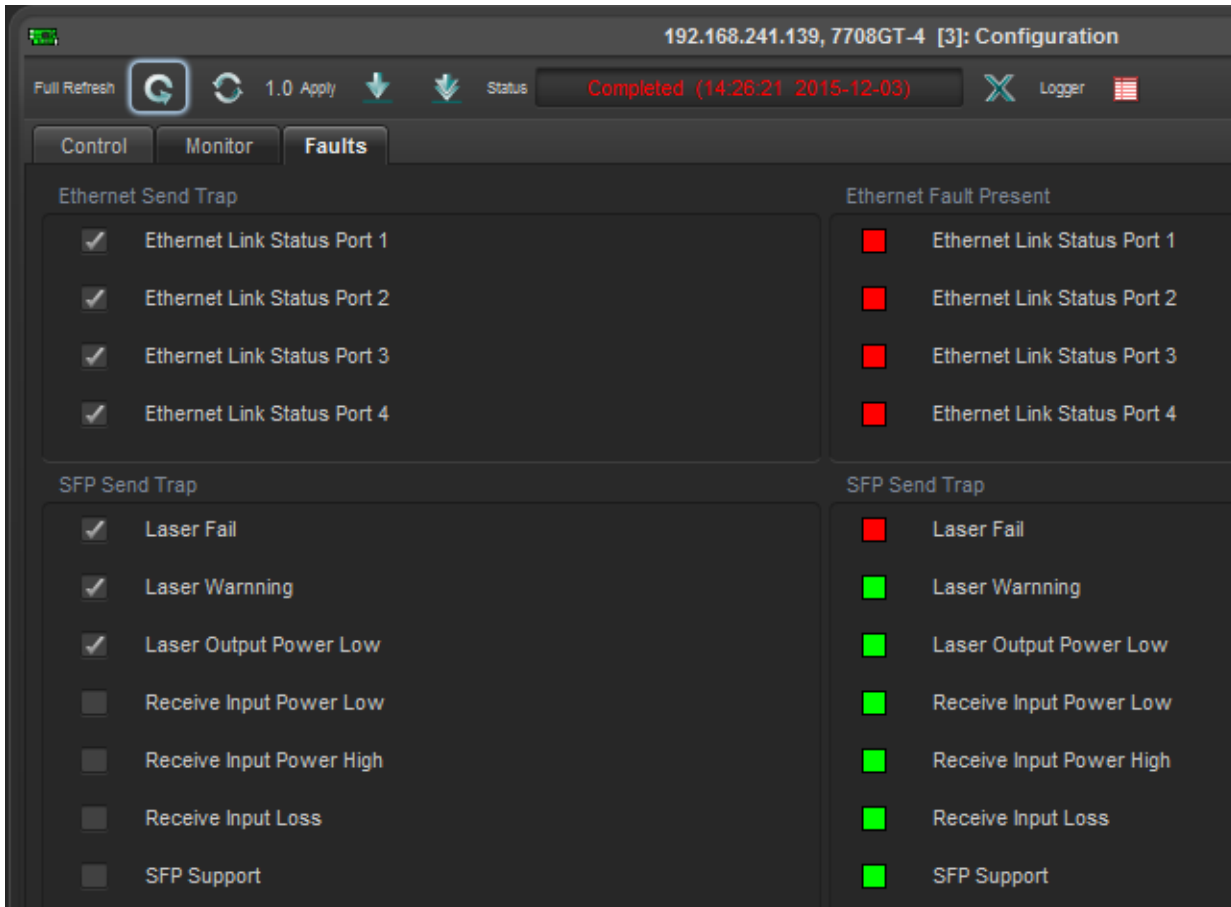 192.168.241.139, 7708GT-4 [3]: Configuration
Full Refresh 1.0 Apply Status Completed (14:26:21 2015-12-03) Logger
Control Monitor Faults
Ethernet Send Trap
Ethernet Link Status Port 1
Ethernet Link Status Port 2
Ethernet Link Status Port 3
Ethernet Link Status Port 4
Ethernet Fault Present
Ethernet Link Status Port 1
Ethernet Link Status Port 2
Ethernet Link Status Port 3
Ethernet Link Status Port 4
SFP Send Trap
Laser Fail
Laser Warnning
Laser Output Power Low
Receive Input Power Low
Receive Input Power High
Receive Input Loss
SFP Support
SFP Send Trap
Laser Fail
Laser Warnning
Laser Output Power Low
Receive Input Power Low
Receive Input Power High
Receive Input Loss
SFP Support